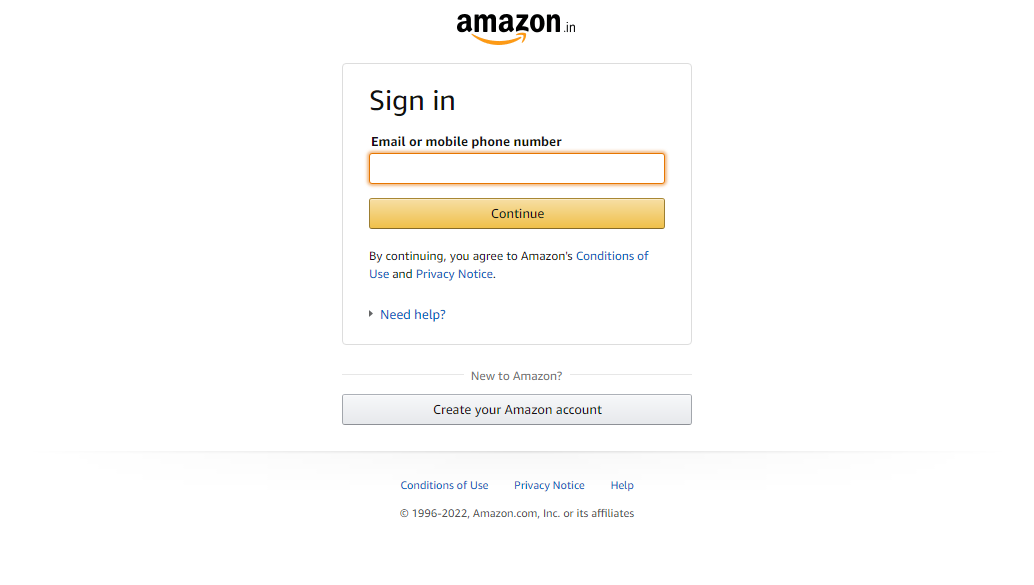 amazon.in
Sign in
Email or mobile phone number
Continue
By continuing, you agree to Amazon's Conditions of
Use and Privacy Notice.
Need help?
New to Amazon?
Create your Amazon account
Conditions of Use Privacy Notice Help
© 1996-2022, Amazon.com, Inc. or its affiliates